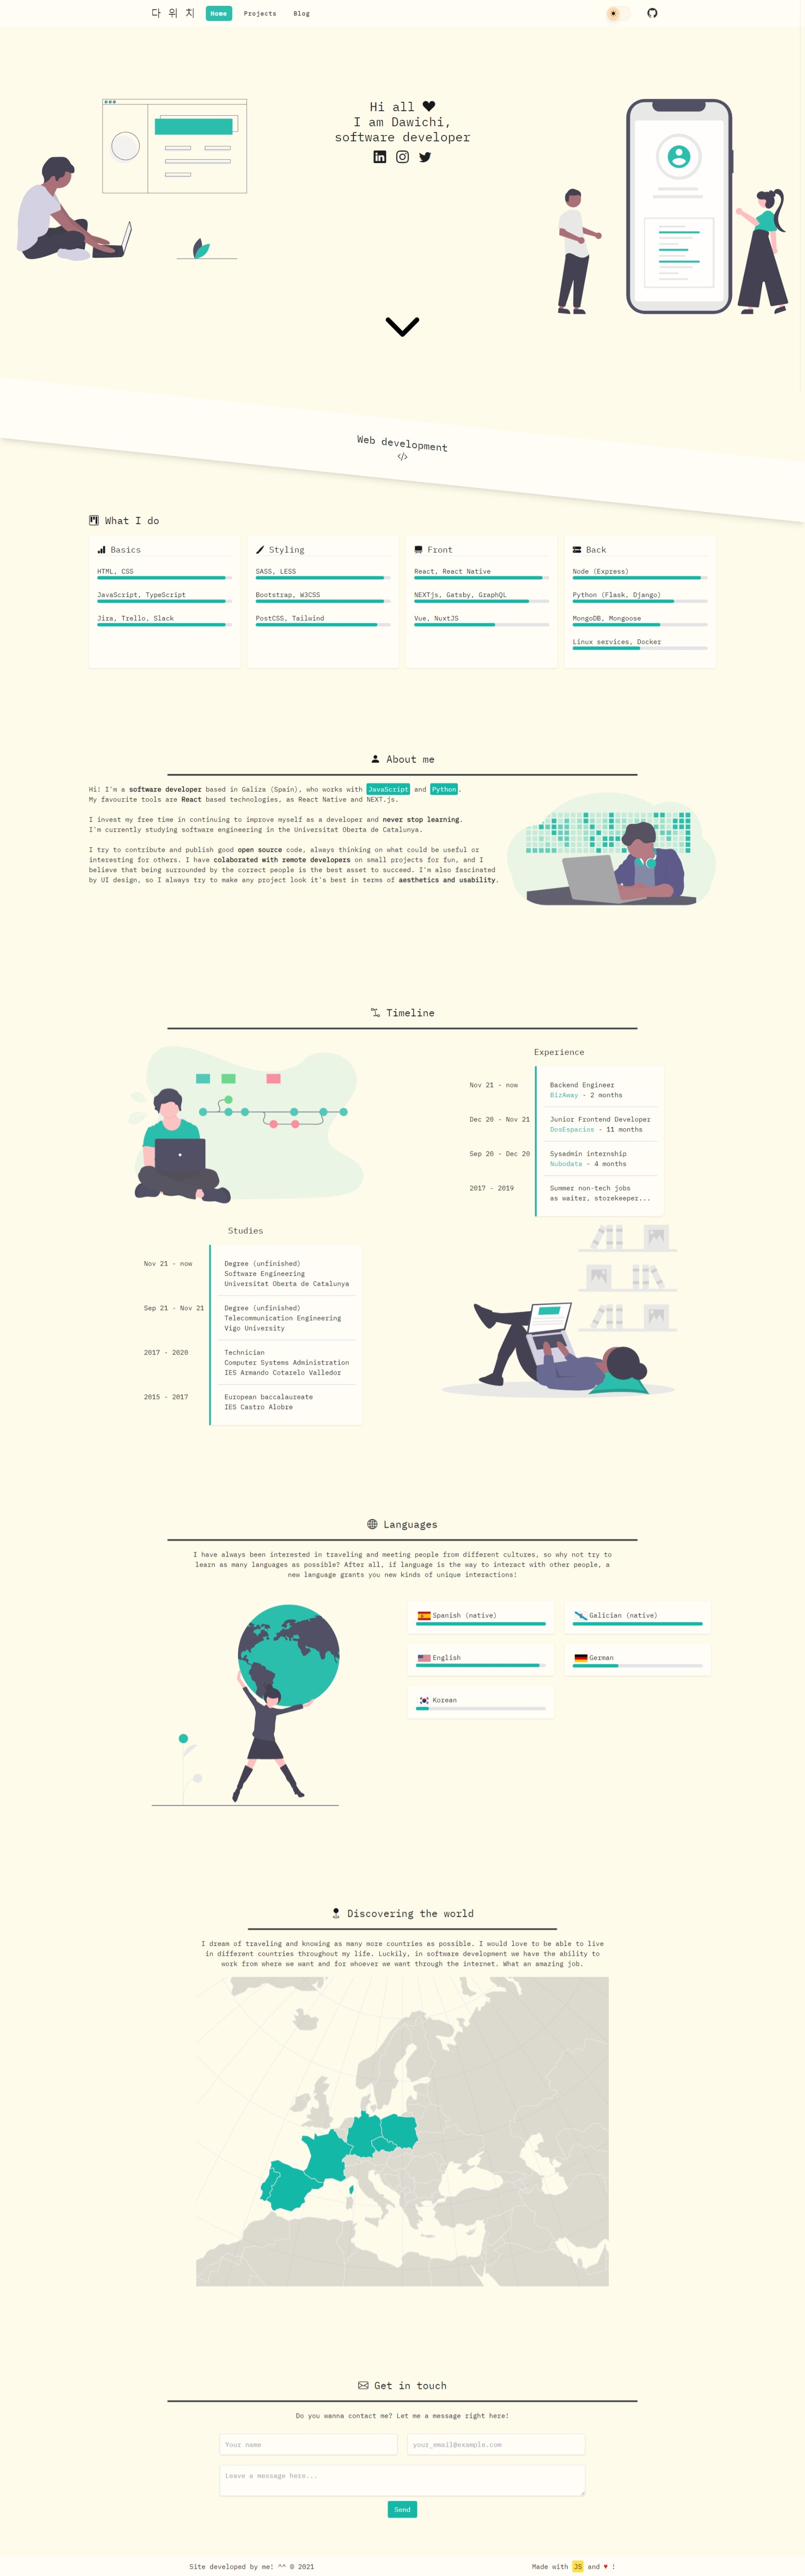 다 위 치 Home Projects Blog
Hi all
I am Dawichi,
software developer
Web development
</>
What I do
Basics
HTML, CSS
JavaScript, TypeScript
Jira, Trello, Slack
Styling
SASS, LESS
Bootstrap, W3CSS
PostCSS, Tailwind
Front
React, React Native
NEXTjs, Gatsby, GraphQL
Vue, NuxtJS
Back
Node (Express)
Python (Flask, Django)
MongoDB, Mongoose
Linux services, Docker
About me
Hi! I'm a software developer based in Galiza (Spain), who works with JavaScript and Python.
My favourite tools are React based technologies, as React Native and NEXT.js.
I invest my free time in continuing to improve myself as a developer and never stop learning.
I'm currently studying software engineering in the Universitat Oberta de Catalunya.
I try to contribute and publish good open source code, always thinking on what could be useful or
interesting for others. I have colaborated with remote developers on small projects for fun, and I
believe that being surrounded by the correct people is the best asset to succeed. I'm also fascinated
by UI design, so I always try to make any project look it's best in terms of aesthetics and usability.
Timeline
Experience
Nov 21 - now
Backend Engineer
BizAway - 2 months
Dec 20 - Nov 21
Junior Frontend Developer
DosEspacios - 11 months
Sep 20 - Dec 20
Sysadmin internship
Nubodata - 4 months
2017 - 2019
Summer non-tech jobs
as waiter, storekeeper...
Studies
Nov 21 - now
Degree (unfinished)
Software Engineering
Universitat Oberta de Catalunya
Sep 21 - Nov 21
Degree (unfinished)
Telecommunication Engineering
Vigo University
2017 - 2020
Technician
Computer Systems Administration
IES Armando Cotarelo Valledor
2015 - 2017
European baccalaureate
IES Castro Alobre
Languages
I have always been interested in traveling and meeting people from different cultures, so why not try to
learn as many languages as possible? After all, if language is the way to interact with other people, a
new language grants you new kinds of unique interactions!
Spanish (native)
Galician (native)
English
German
Korean
Discovering the world
I dream of traveling and knowing as many more countries as possible. I would love to be able to live
in different countries throughout my life. Luckily, in software development we have the ability to
work from where we want and for whoever we want through the internet. What an amazing job.
Get in touch
Do you wanna contact me? Let me a message right here!
Your name
your_email@example.com
Leave a message here...
Send
Site developed by me! ^^ © 2021
Made with JS and ♥ !